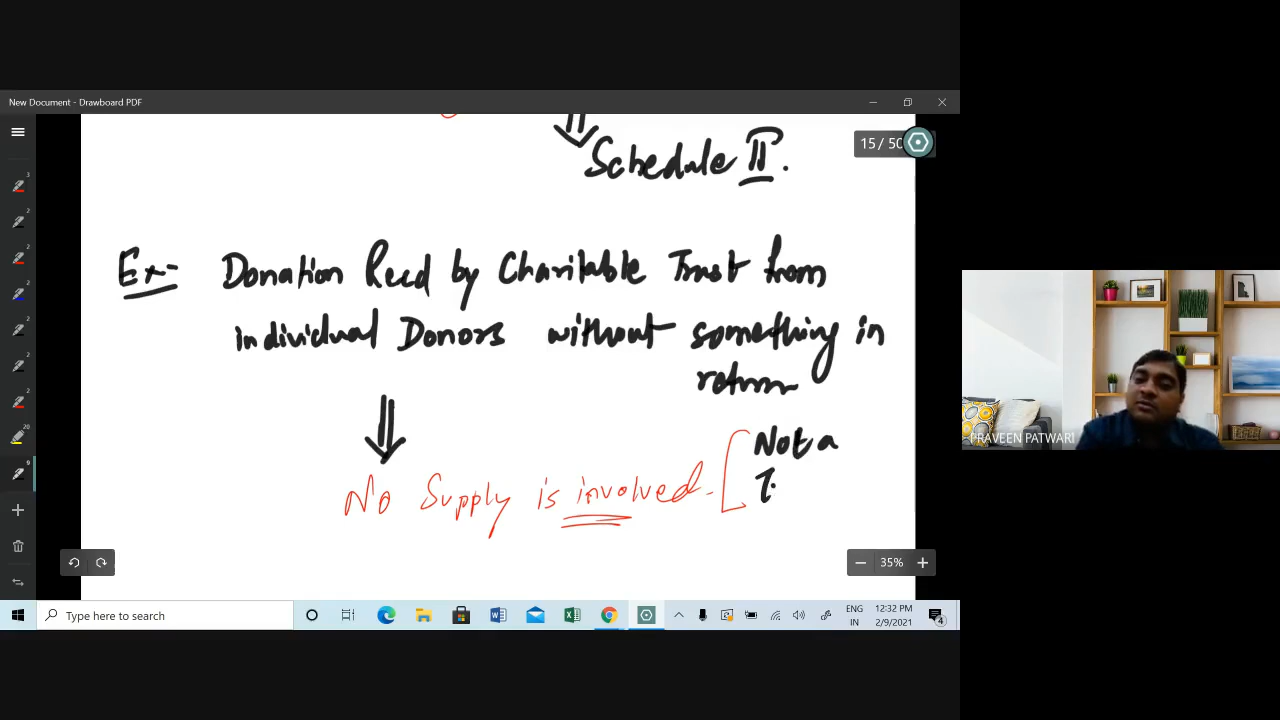 New Document - Drawboard PDF
15 / 50
Schedule II.
Ex:- Donation Recd by Charitable Trust from
individual Donors without something in
return
No Supply is involved.
Not a
35%
Type here to search
ENG
IN
12:32 PM
2/9/2021
4
PRAVEEN PATWARI